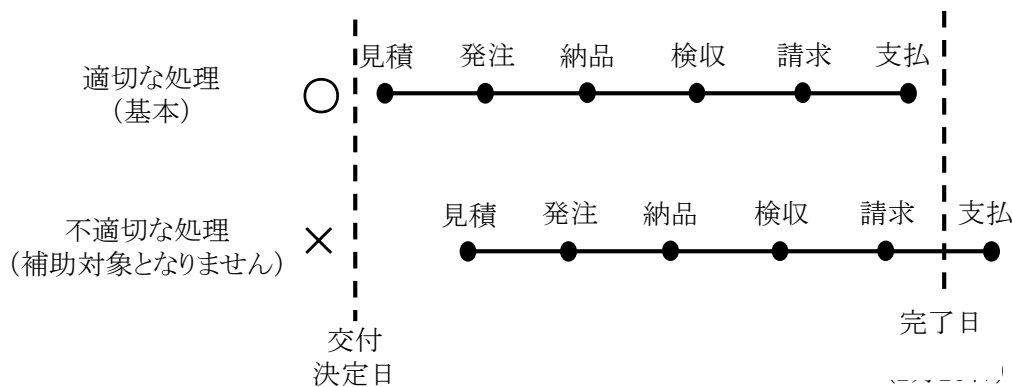 見積 発注 納品 検収 請求 支払
適切な処理
（基本）
○
見積 発注 納品 検収 請求 支払
不適切な処理
（補助対象となりません）
×
交付
決定日
完了日